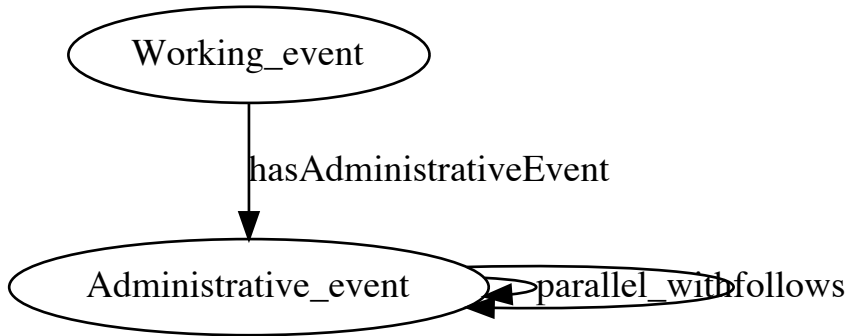 Working_event
hasAdministrativeEvent
Administrative_event
parallel_with
follows